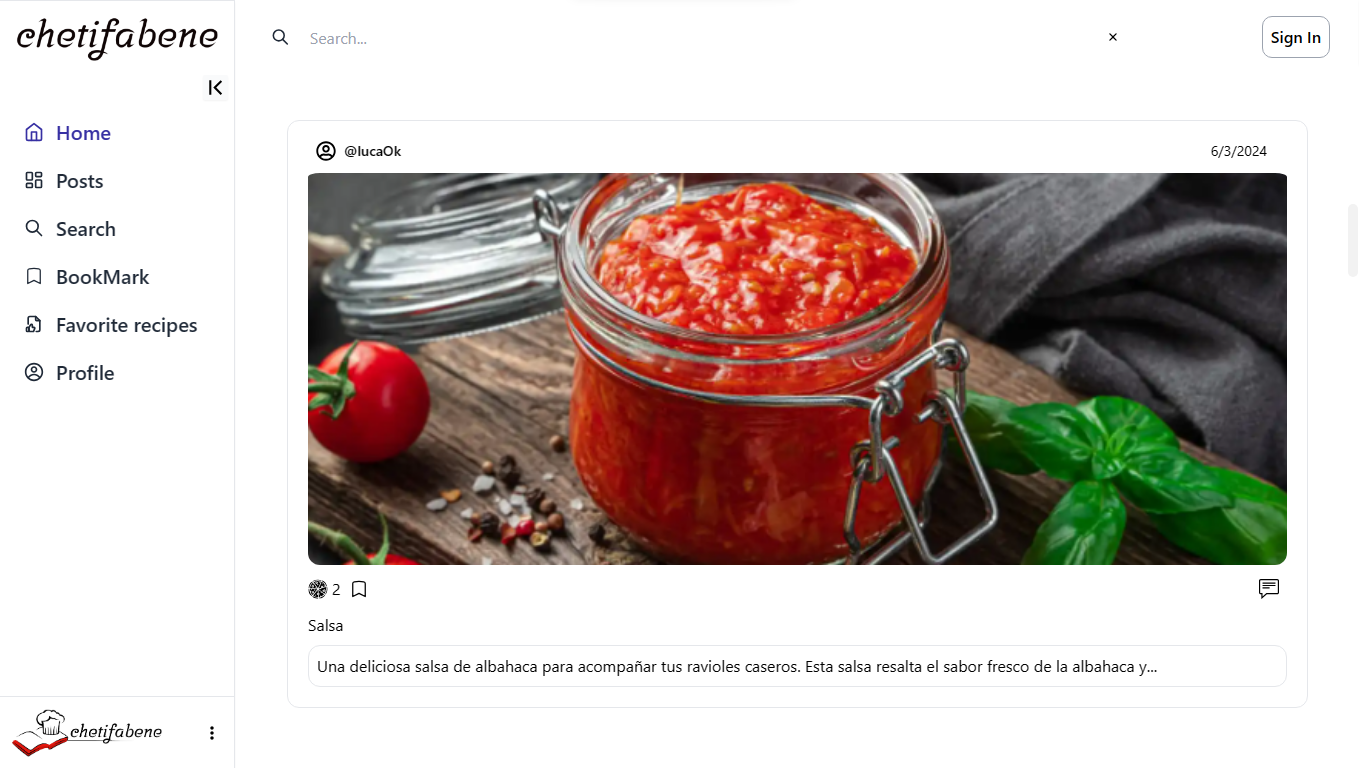 chetifabene
Search...
Sign In
Home
Posts
Search
BookMark
Favorite recipes
Profile
@lucaOk
6/3/2024
2
Salsa
Una deliciosa salsa de albahaca para acompañar tus ravioles caseros. Esta salsa resalta el sabor fresco de la albahaca y...
chetifabene